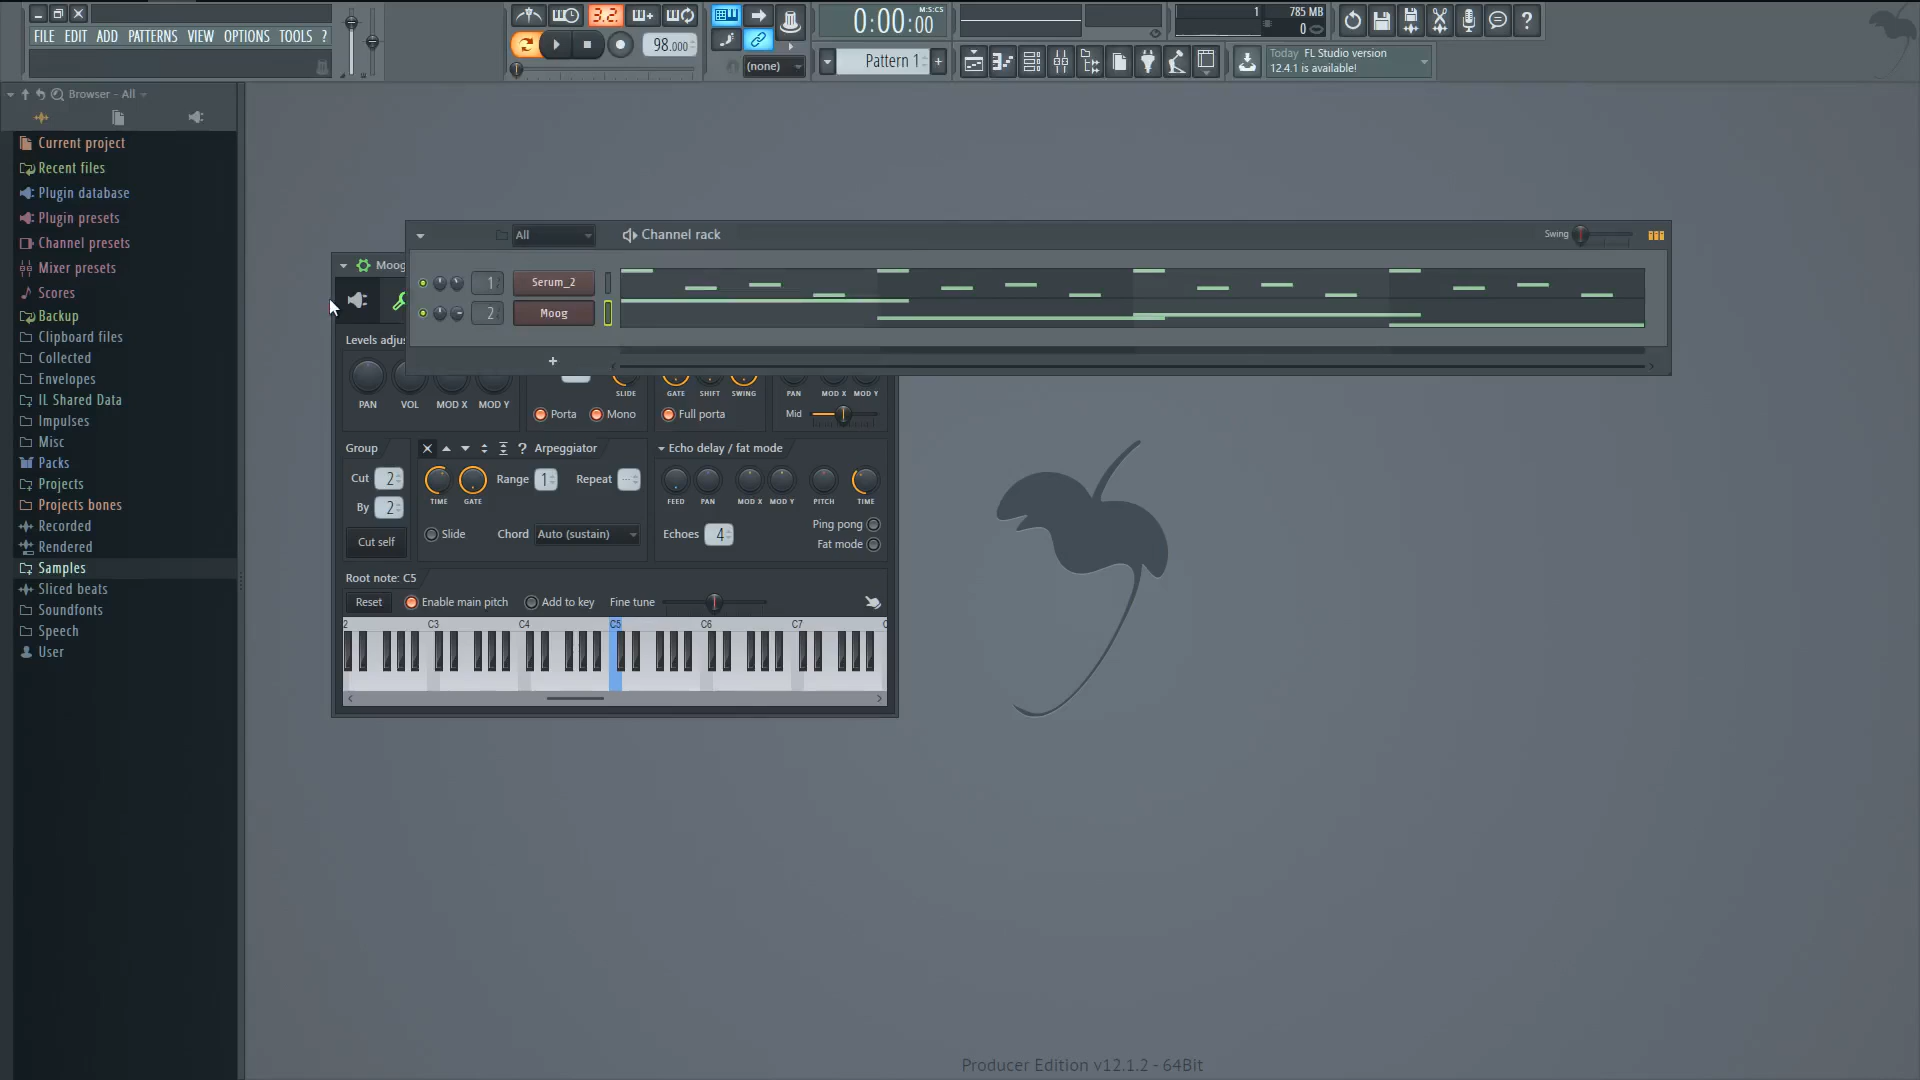 FILE EDIT ADD PATTERNS VIEW OPTIONS TOOLS ?
3.2
98.000
(none)
0:00:00
M:S:CS
Pattern 1
+
1
785 MB
0
Today FL Studio version
12.4.1 is available!
Browser - All
Current project
Recent files
Plugin database
Plugin presets
Channel presets
Mixer presets
Scores
Backup
Clipboard files
Collected
Envelopes
IL Shared Data
Impulses
Misc
Packs
Projects
Projects bones
Recorded
Rendered
Samples
Sliced beats
Soundfonts
Speech
User
All
Channel rack
Swing
1 Serum_2
2 Moog
+
Moog
Levels adjus
PAN VOL MOD X MOD Y
SLIDE
Porta Mono
GATE SHIFT SWING
Full porta
PAN MOD X MOD Y
Mid
Group
Cut 2
By 2
Cut self
? Arpeggiator
TIME GATE
Range 1 Repeat
Slide Chord Auto (sustain)
Echo delay / fat mode
FEED PAN MOD X MOD Y PITCH TIME
Echoes 4
Ping pong
Fat mode
Root note: C5
Reset Enable main pitch Add to key Fine tune
2 C3 C4 C5 C6 C7 C
Producer Edition v12.1.2 - 64Bit